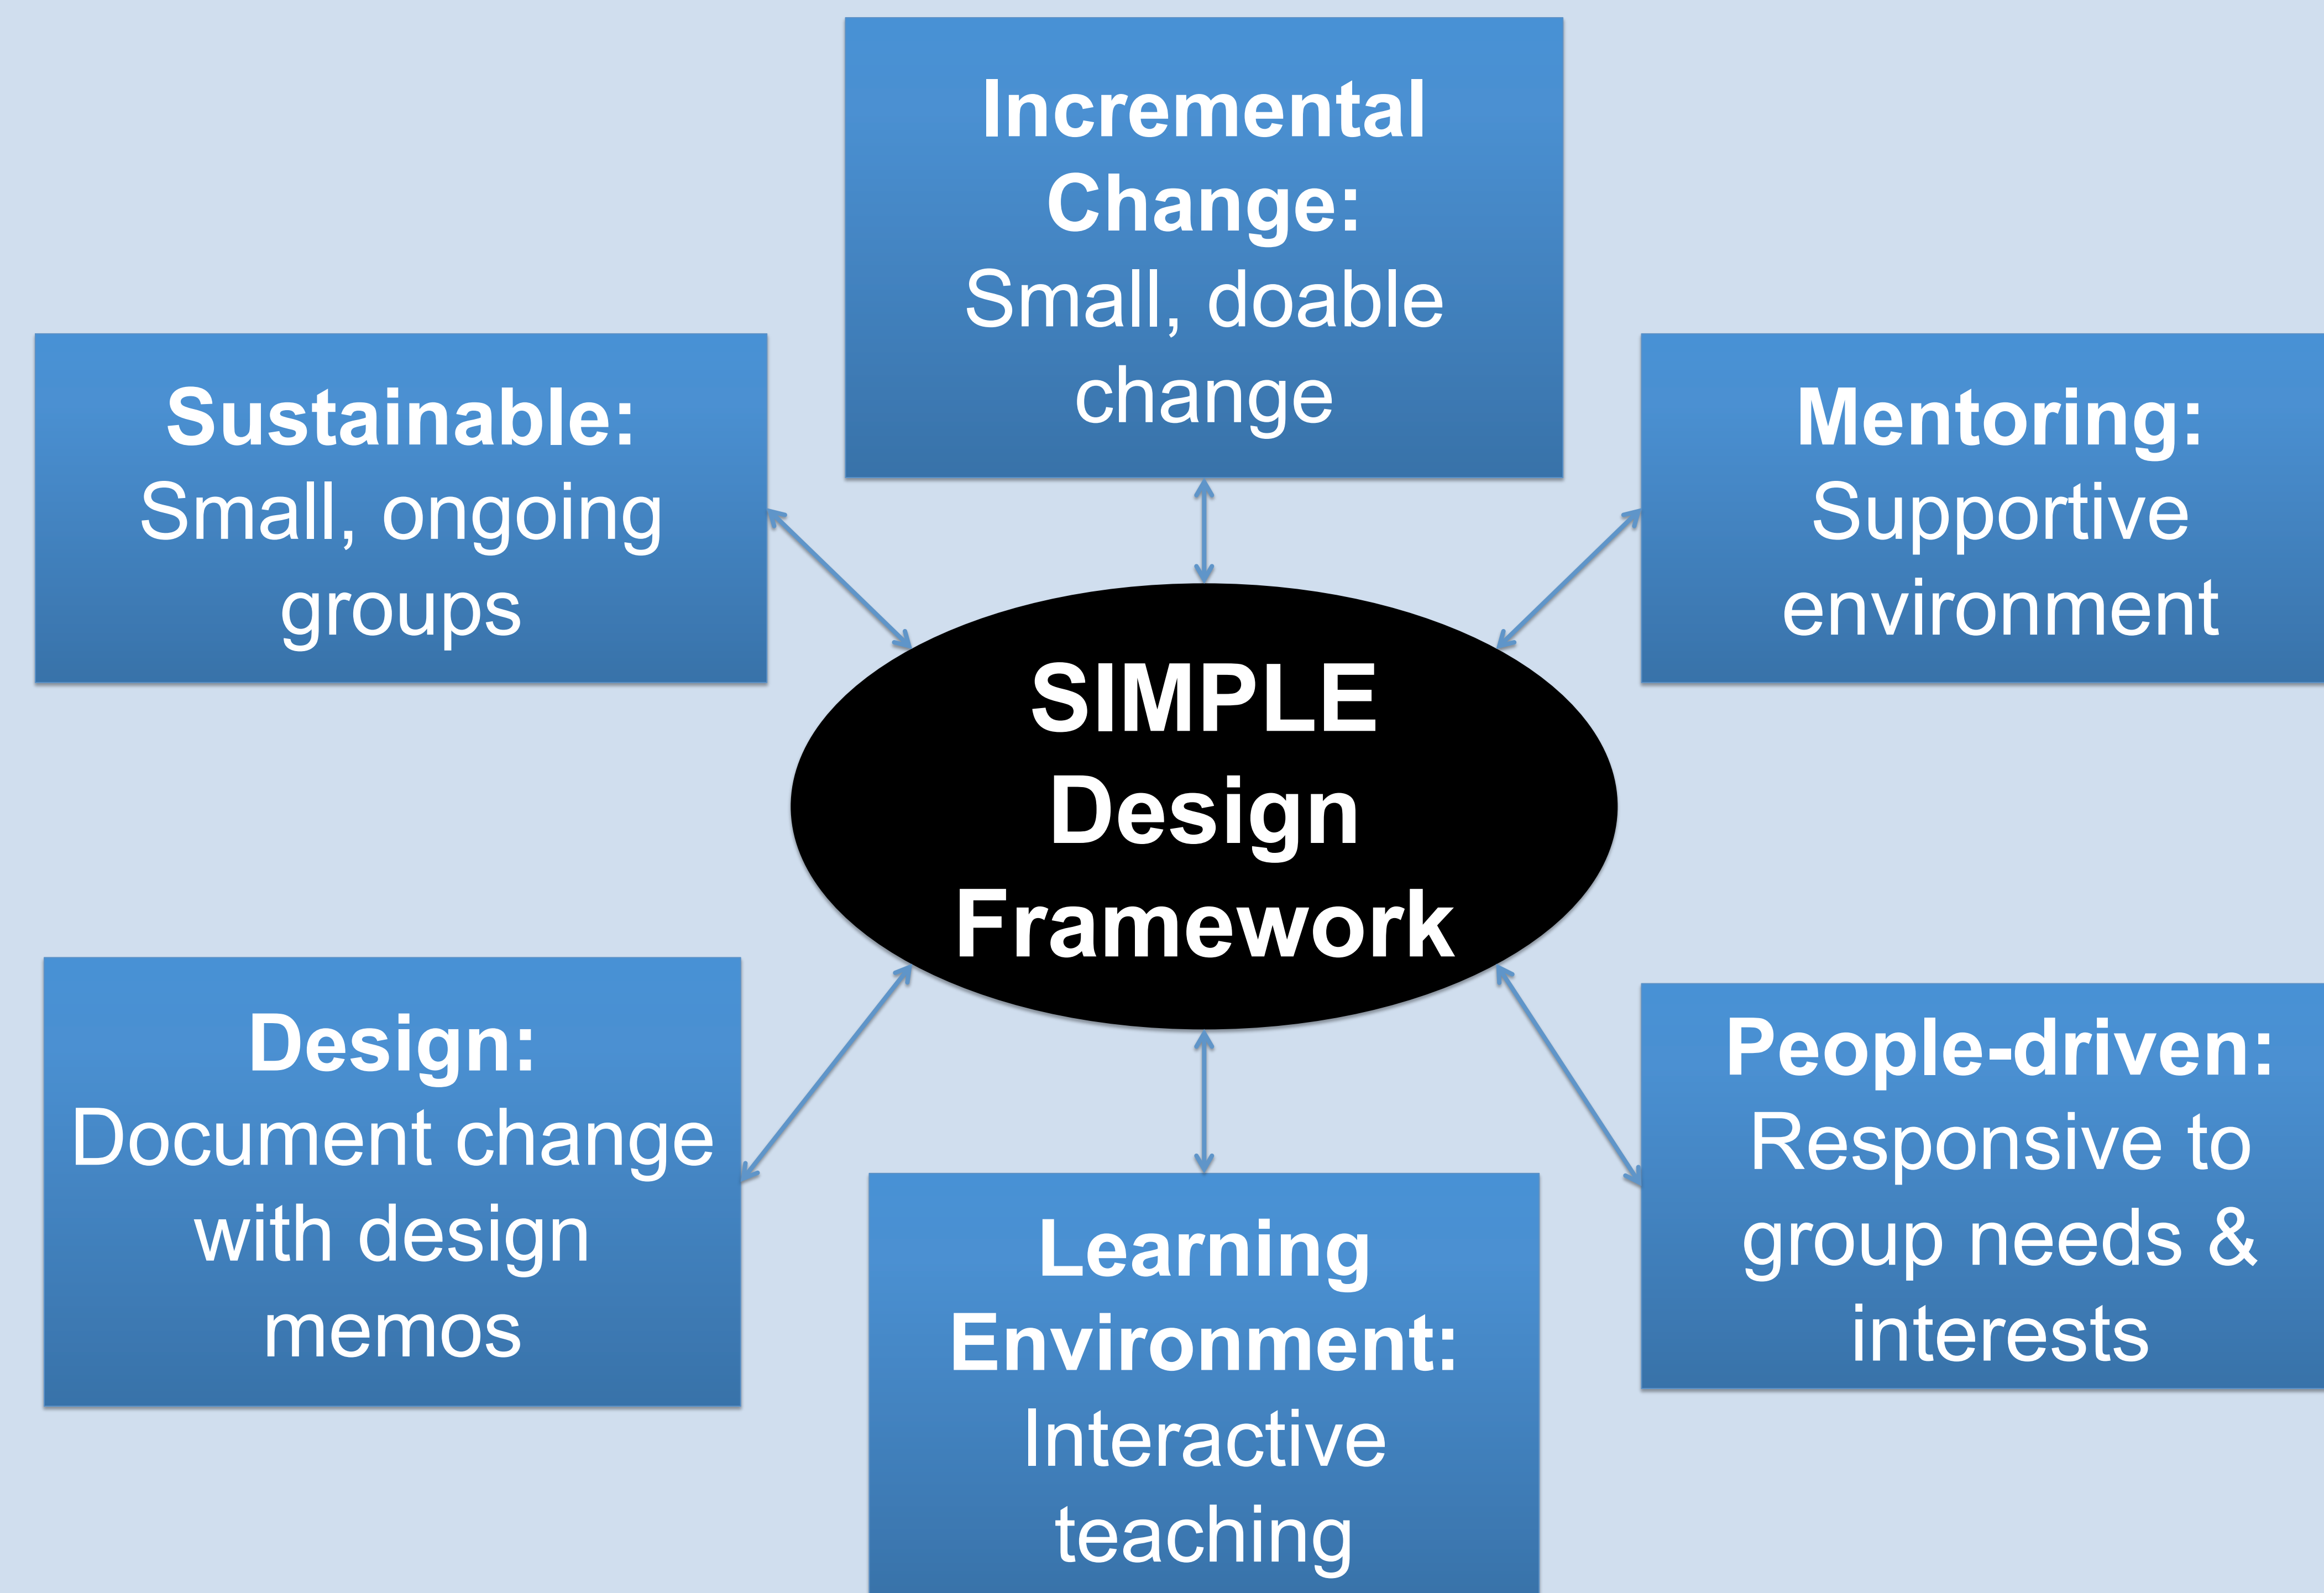 Incremental
Change:
Small, doable
change
Sustainable:
Small, ongoing
groups
Mentoring:
Supportive
environment
SIMPLE
Design
Framework
Design:
Document change
with design
memos
Learning
Environment:
Interactive
teaching
People-driven:
Responsive to
group needs &
interests